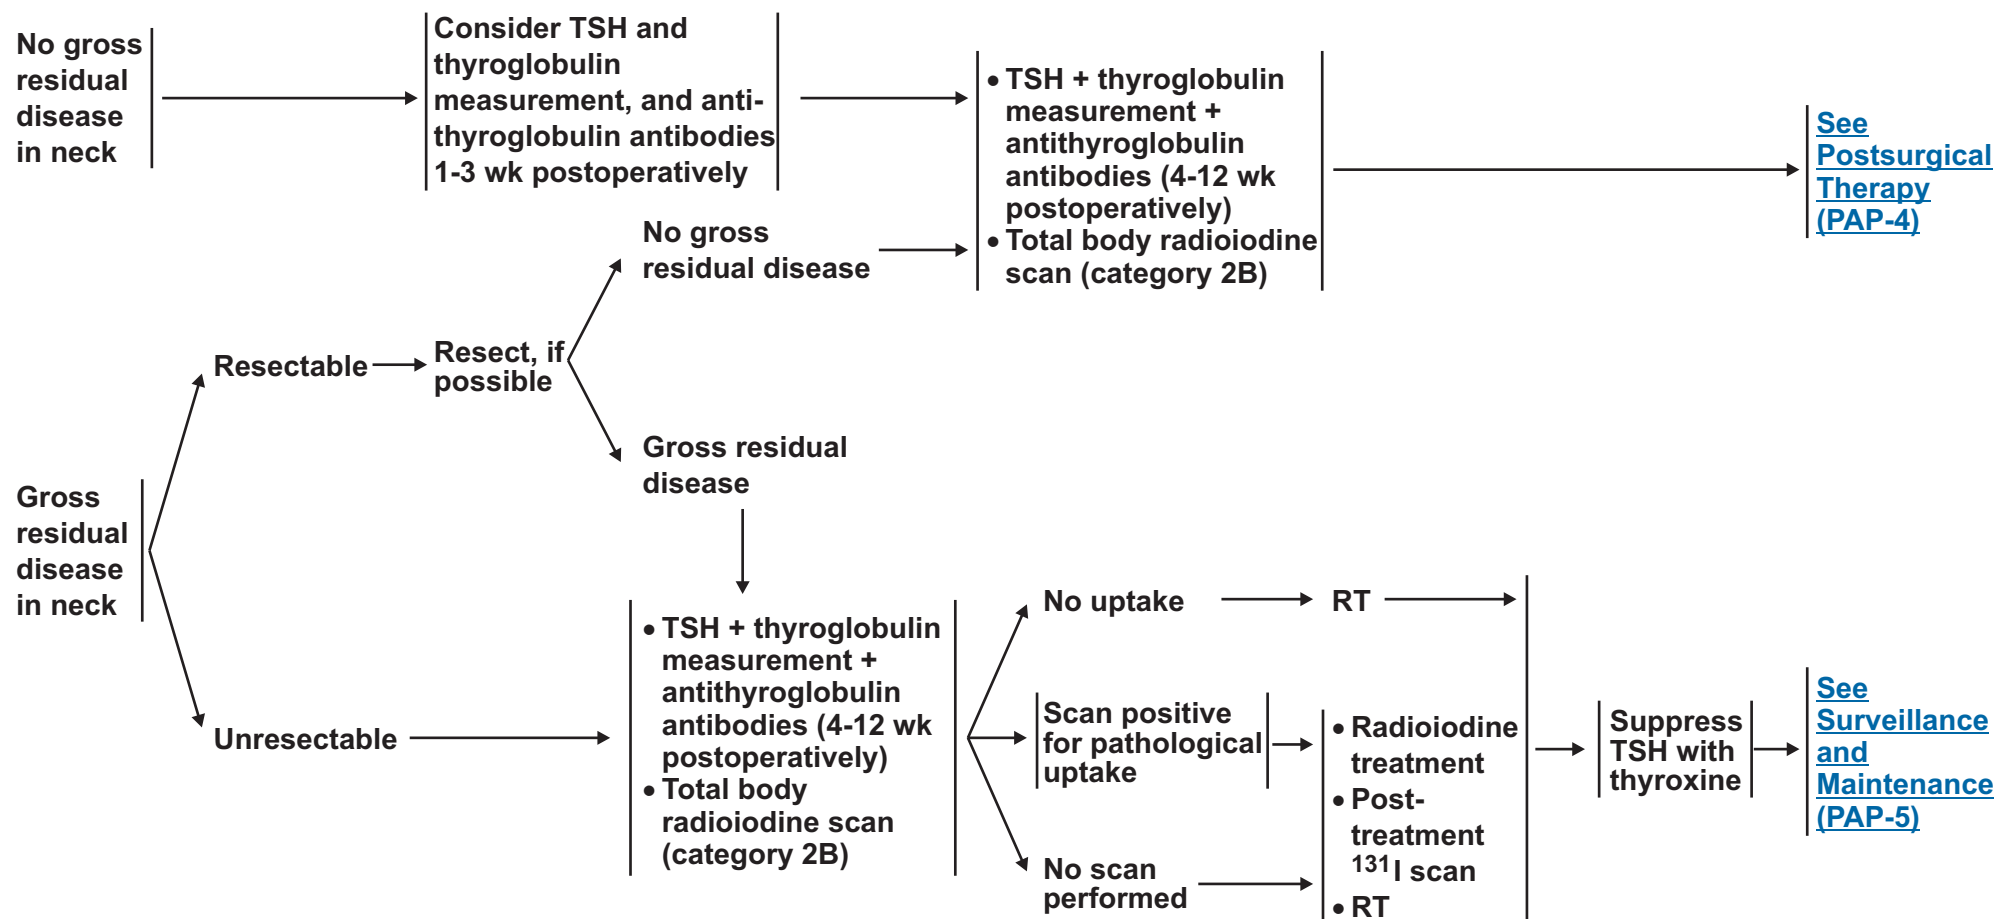 No gross
residual
disease
in neck
Consider TSH and
thyroglobulin
measurement, and anti-
thyroglobulin antibodies
1-3 wk postoperatively
• TSH + thyroglobulin
measurement +
antithyroglobulin
antibodies (4-12 wk
postoperatively)
• Total body radioiodine
scan (category 2B)
See
Postsurgical
Therapy
(PAP-4)
No gross
residual disease
Resectable
Resect, if
possible
Gross residual
disease
Gross
residual
disease
in neck
Unresectable
• TSH + thyroglobulin
measurement +
antithyroglobulin
antibodies (4-12 wk
postoperatively)
• Total body
radioiodine scan
(category 2B)
No uptake
RT
Scan positive
for pathological
uptake
No scan
performed
• Radioiodine
treatment
• Post-
treatment
¹³¹I scan
• RT
Suppress
TSH with
thyroxine
See
Surveillance
and
Maintenance
(PAP-5)